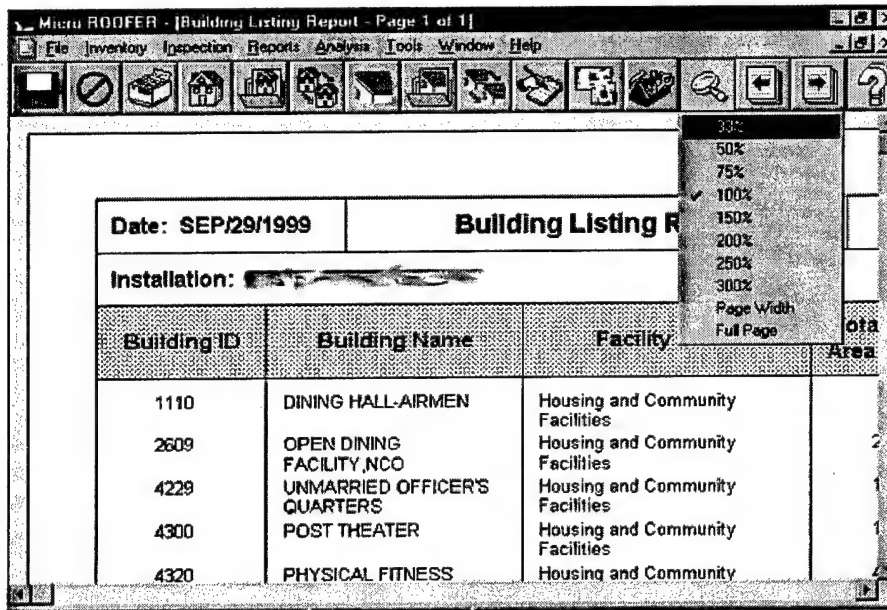 Micro ROOFER - [Building Listing Report - Page 1 of 1]
File Inventory Inspection Reports Analysis Tools Window Help
33%
50%
75%
100%
150%
200%
250%
300%
Page Width
Full Page
Date: SEP/29/1999
Building Listing R
Installation:
Building ID Building Name Facility ota
Area
1110 DINING HALL-AIRMEN Housing and Community
Facilities
2609 OPEN DINING Housing and Community 2
FACILITY,NCO Facilities
4229 UNMARRIED OFFICER'S Housing and Community 1
QUARTERS Facilities
4300 POST THEATER Housing and Community 1
Facilities
4320 PHYSICAL FITNESS Housing and Community